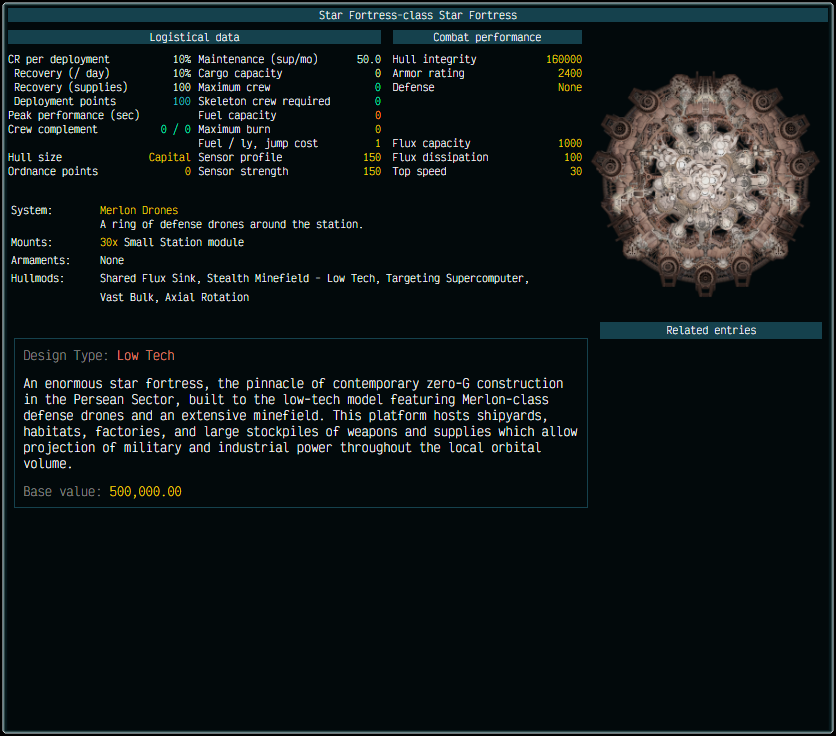 Star Fortress-class Star Fortress
Logistical data
CR per deployment 10% Maintenance (sup/mo) 50.0
Recovery (/ day) 10% Cargo capacity 0
Recovery (supplies) 100 Maximum crew 0
Deployment points 100 Skeleton crew required 0
Peak performance (sec) Fuel capacity 0
Crew complement 0 / 0 Maximum burn 0
Fuel / ly, jump cost 1
Hull size Capital Sensor profile 150
Ordnance points 0 Sensor strength 150
Combat performance
Hull integrity 160000
Armor rating 2400
Defense None
Flux capacity 1000
Flux dissipation 100
Top speed 30
System: Merlon Drones
A ring of defense drones around the station.
Mounts: 30x Small Station module
Armaments: None
Hullmods: Shared Flux Sink, Stealth Minefield - Low Tech, Targeting Supercomputer,
Vast Bulk, Axial Rotation
Related entries
Design Type: Low Tech
An enormous star fortress, the pinnacle of contemporary zero-G construction
in the Persean Sector, built to the low-tech model featuring Merlon-class
defense drones and an extensive minefield. This platform hosts shipyards,
habitats, factories, and large stockpiles of weapons and supplies which allow
projection of military and industrial power throughout the local orbital
volume.
Base value: 500,000.00